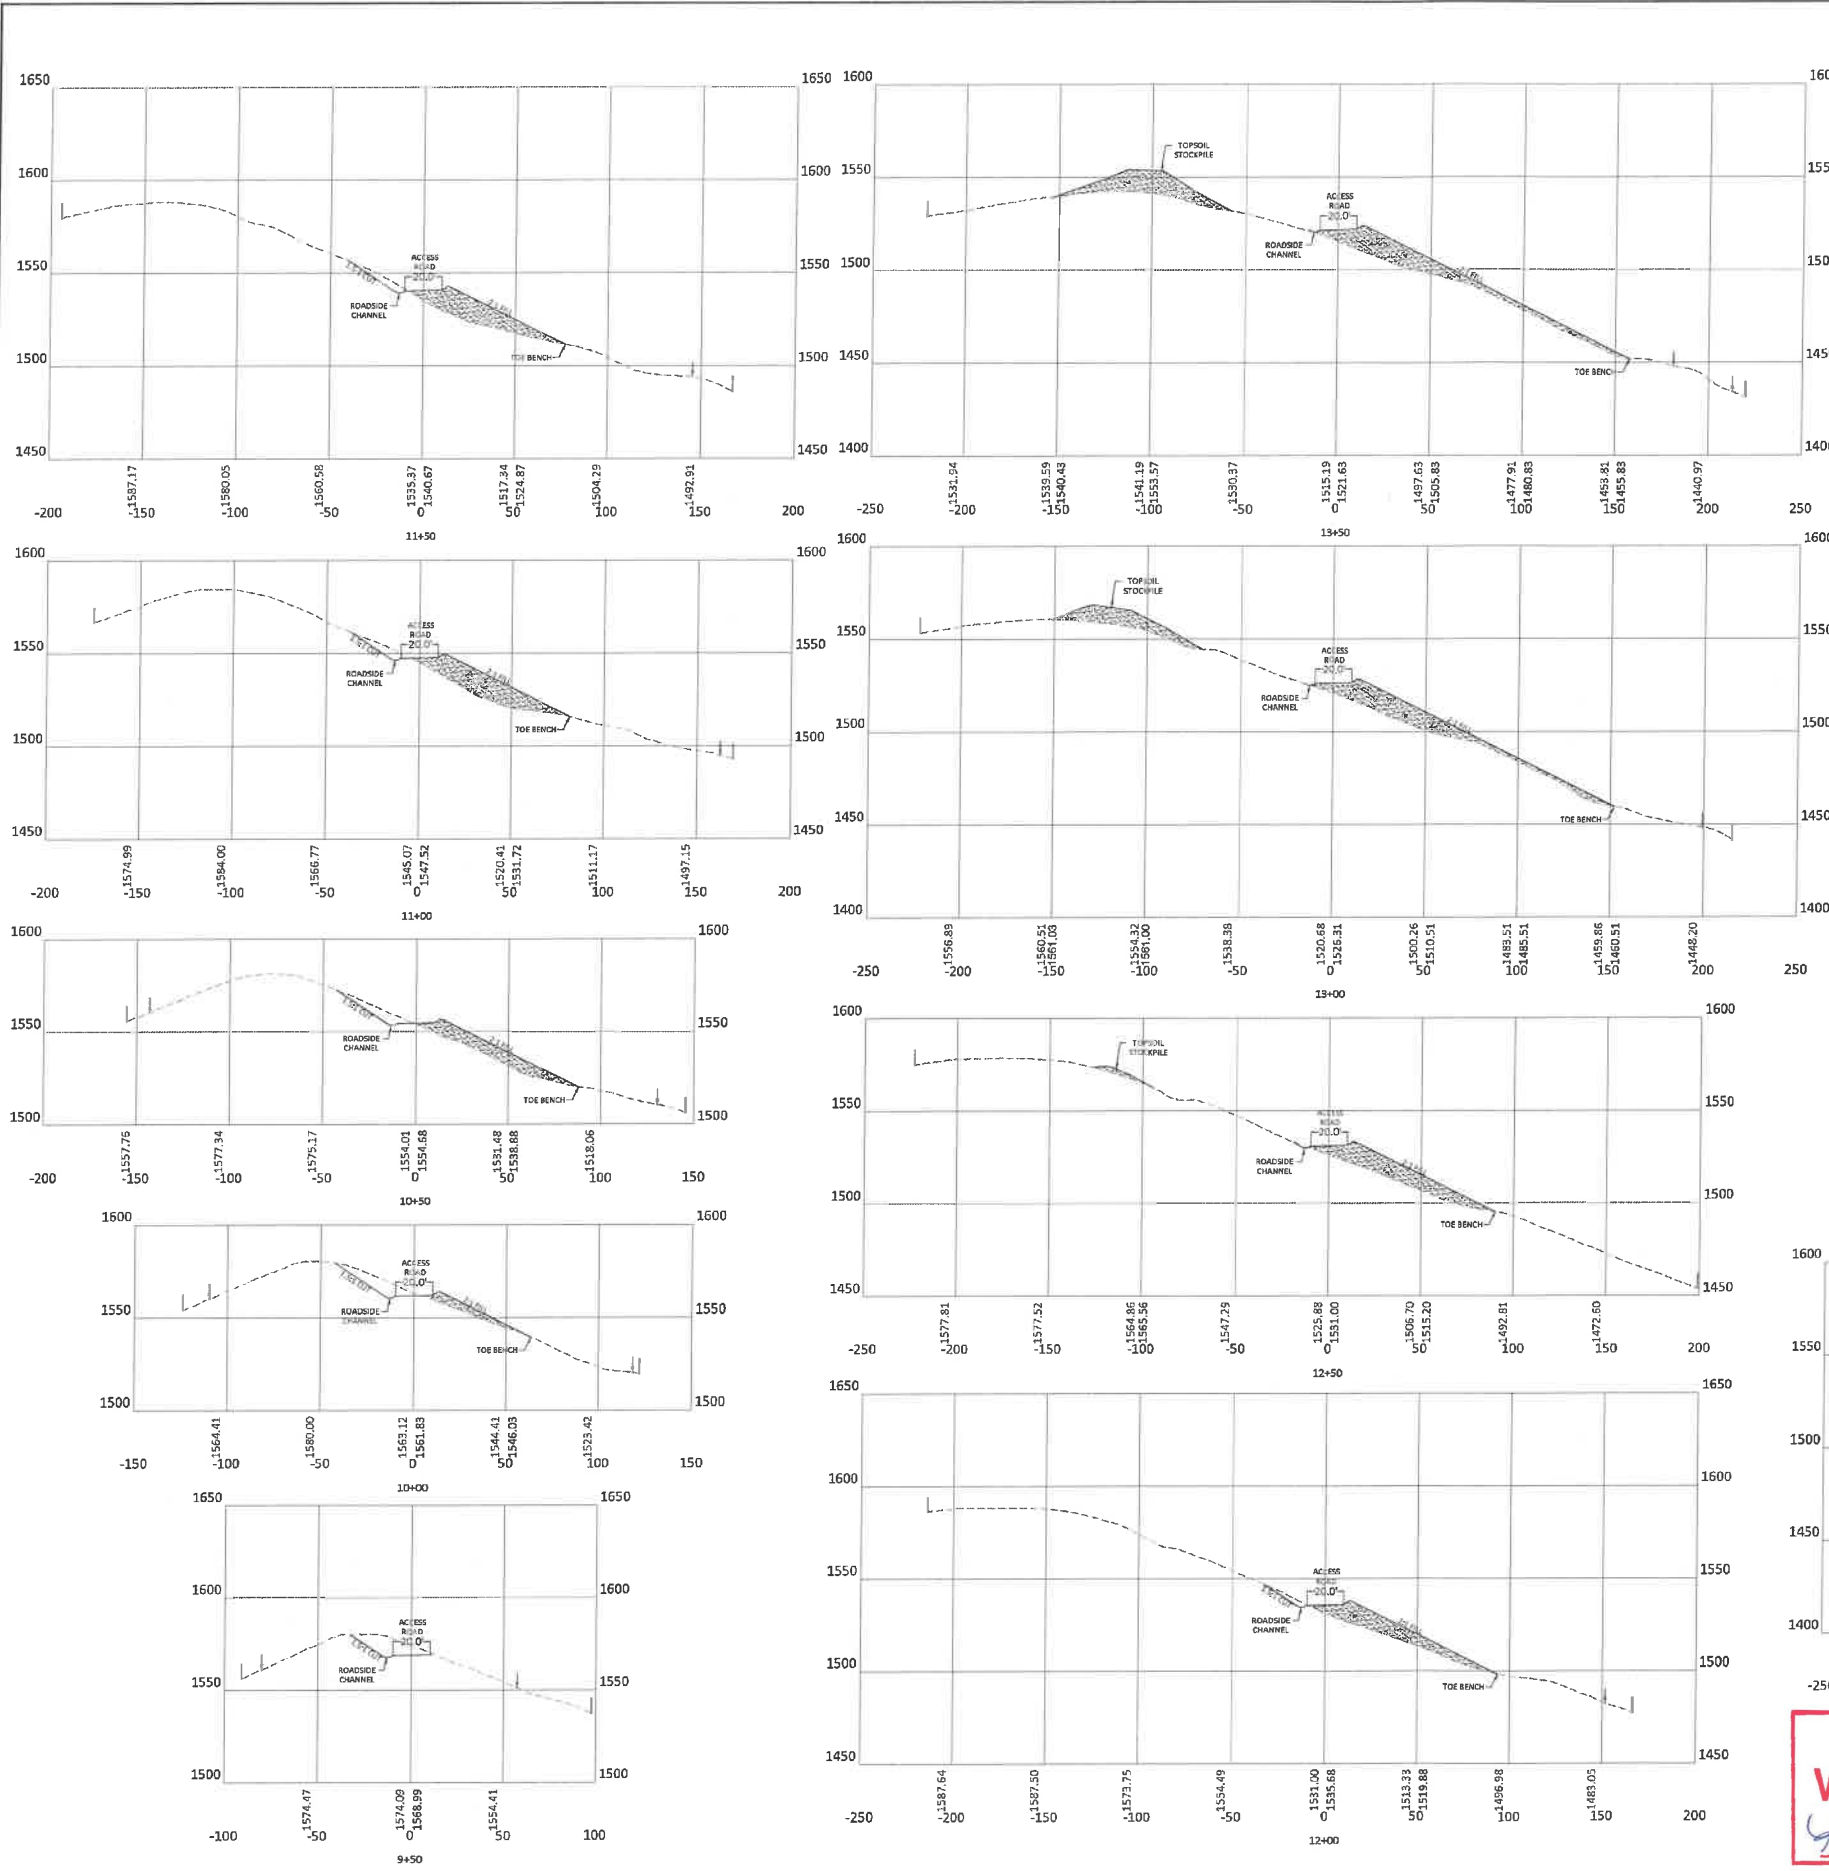 1650 1650
1600 1600
1550 1550
1500 1500
1450 1450
ACCESS
ROAD
20.0'
ROADSIDE
CHANNEL
TOE BENCH
1587.17 1580.05 1560.58 1535.37 1540.67 1517.34 1524.87 1504.29 1492.91
-200 -150 -100 -50 0 50 100 150 200
11+50
1600 1600
1550 1550
1500 1500
1450 1450
ACCESS
ROAD
20.0'
ROADSIDE
CHANNEL
TOE BENCH
1574.99 1584.00 1566.77 1545.07 1547.52 1520.41 1531.72 1511.17 1497.15
-200 -150 -100 -50 0 50 100 150 200
11+00
1600 1600
1550 1550
1500 1500
ROADSIDE
CHANNEL
TOE BENCH
1557.76 1577.34 1575.17 1554.01 1554.68 1531.48 1538.88 1518.06
-200 -150 -100 -50 0 50 100 150
10+50
1600 1600
1550 1550
1500 1500
ACCESS
ROAD
20.0'
ROADSIDE
CHANNEL
TOE BENCH
1564.41 1580.00 1563.12 1561.83 1544.41 1546.03 1523.42
-150 -100 -50 0 50 100 150
10+00
1650 1650
1600 1600
1550 1550
1500 1500
ACCESS
ROAD
20.0'
ROADSIDE
CHANNEL
1574.47 1574.09 1568.99 1554.41
-100 -50 0 50 100
9+50
1600
1550
1500
1450
1400
TOPSOIL
STOCKPILE
ACCESS
ROAD
20.0'
ROADSIDE
CHANNEL
TOE BENC
1531.94 1539.59 1540.43 1541.19 1553.57 1530.37 1515.19 1521.63 1497.63 1505.83 1477.91 1480.83 1453.81 1455.83 1440.97
-250 -200 -150 -100 -50 0 50 100 150 200 250
13+50
1600
1550
1500
1450
1400 1400
TOPSOIL
STOCKPILE
ACCESS
ROAD
20.0'
ROADSIDE
CHANNEL
TOE BENCH
1556.89 1560.51 1561.03 1554.32 1561.00 1538.39 1520.68 1526.31 1500.26 1510.51 1483.51 1485.51 1459.86 1460.51 1448.20
-250 -200 -150 -100 -50 0 50 100 150 200 250
13+00
1600 1600
1550 1550
1500 1500
1450 1450
TOPSOIL
STOCKPILE
ACCESS
ROAD
20.0'
ROADSIDE
CHANNEL
TOE BENCH
1577.81 1577.52 1564.86 1565.56 1547.29 1525.88 1531.00 1506.70 1515.20 1492.81 1472.60
-250 -200 -150 -100 -50 0 50 100 150 200
12+50
1650 1650
1600 1600
1550 1550
1500 1500
1450 1450
ACCESS
ROAD
20.0'
ROADSIDE
CHANNEL
TOE BENCH
1587.64 1587.50 1573.75 1554.49 1531.00 1535.68 1513.33 1519.88 1496.98 1483.05
-250 -200 -150 -100 -50 0 50 100 150 200
12+00
1600
1550
1500
1450
1400